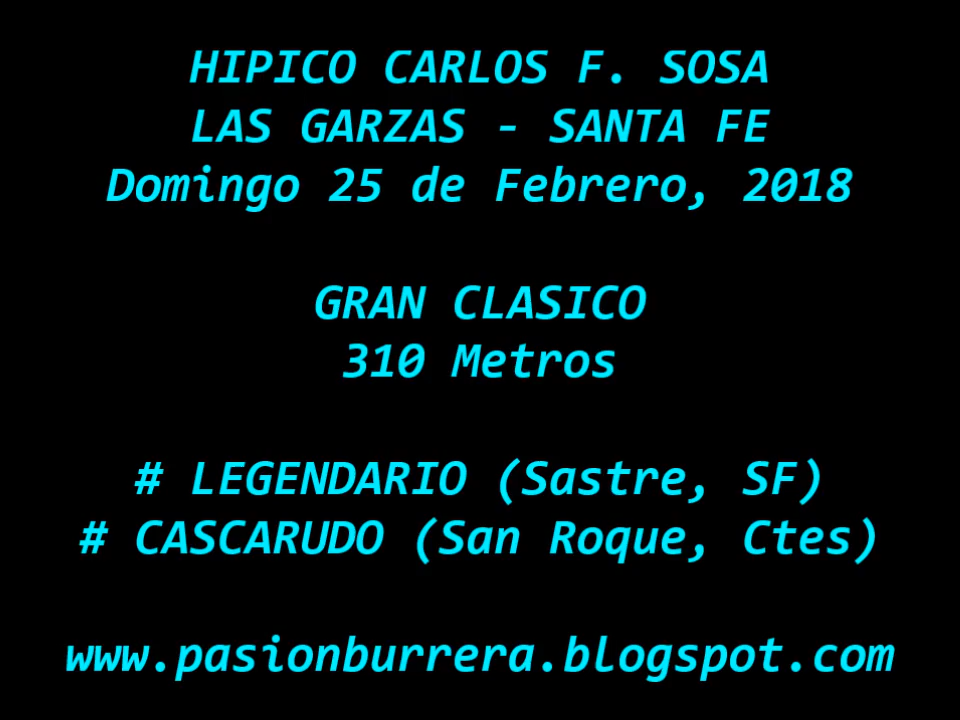 HIPICO CARLOS F. SOSA
LAS GARZAS - SANTA FE
Domingo 25 de Febrero, 2018
GRAN CLASICO
310 Metros
# LEGENDARIO (Sastre, SF)
# CASCARUDO (San Roque, Ctes)
www.pasionburrera.blogspot.com